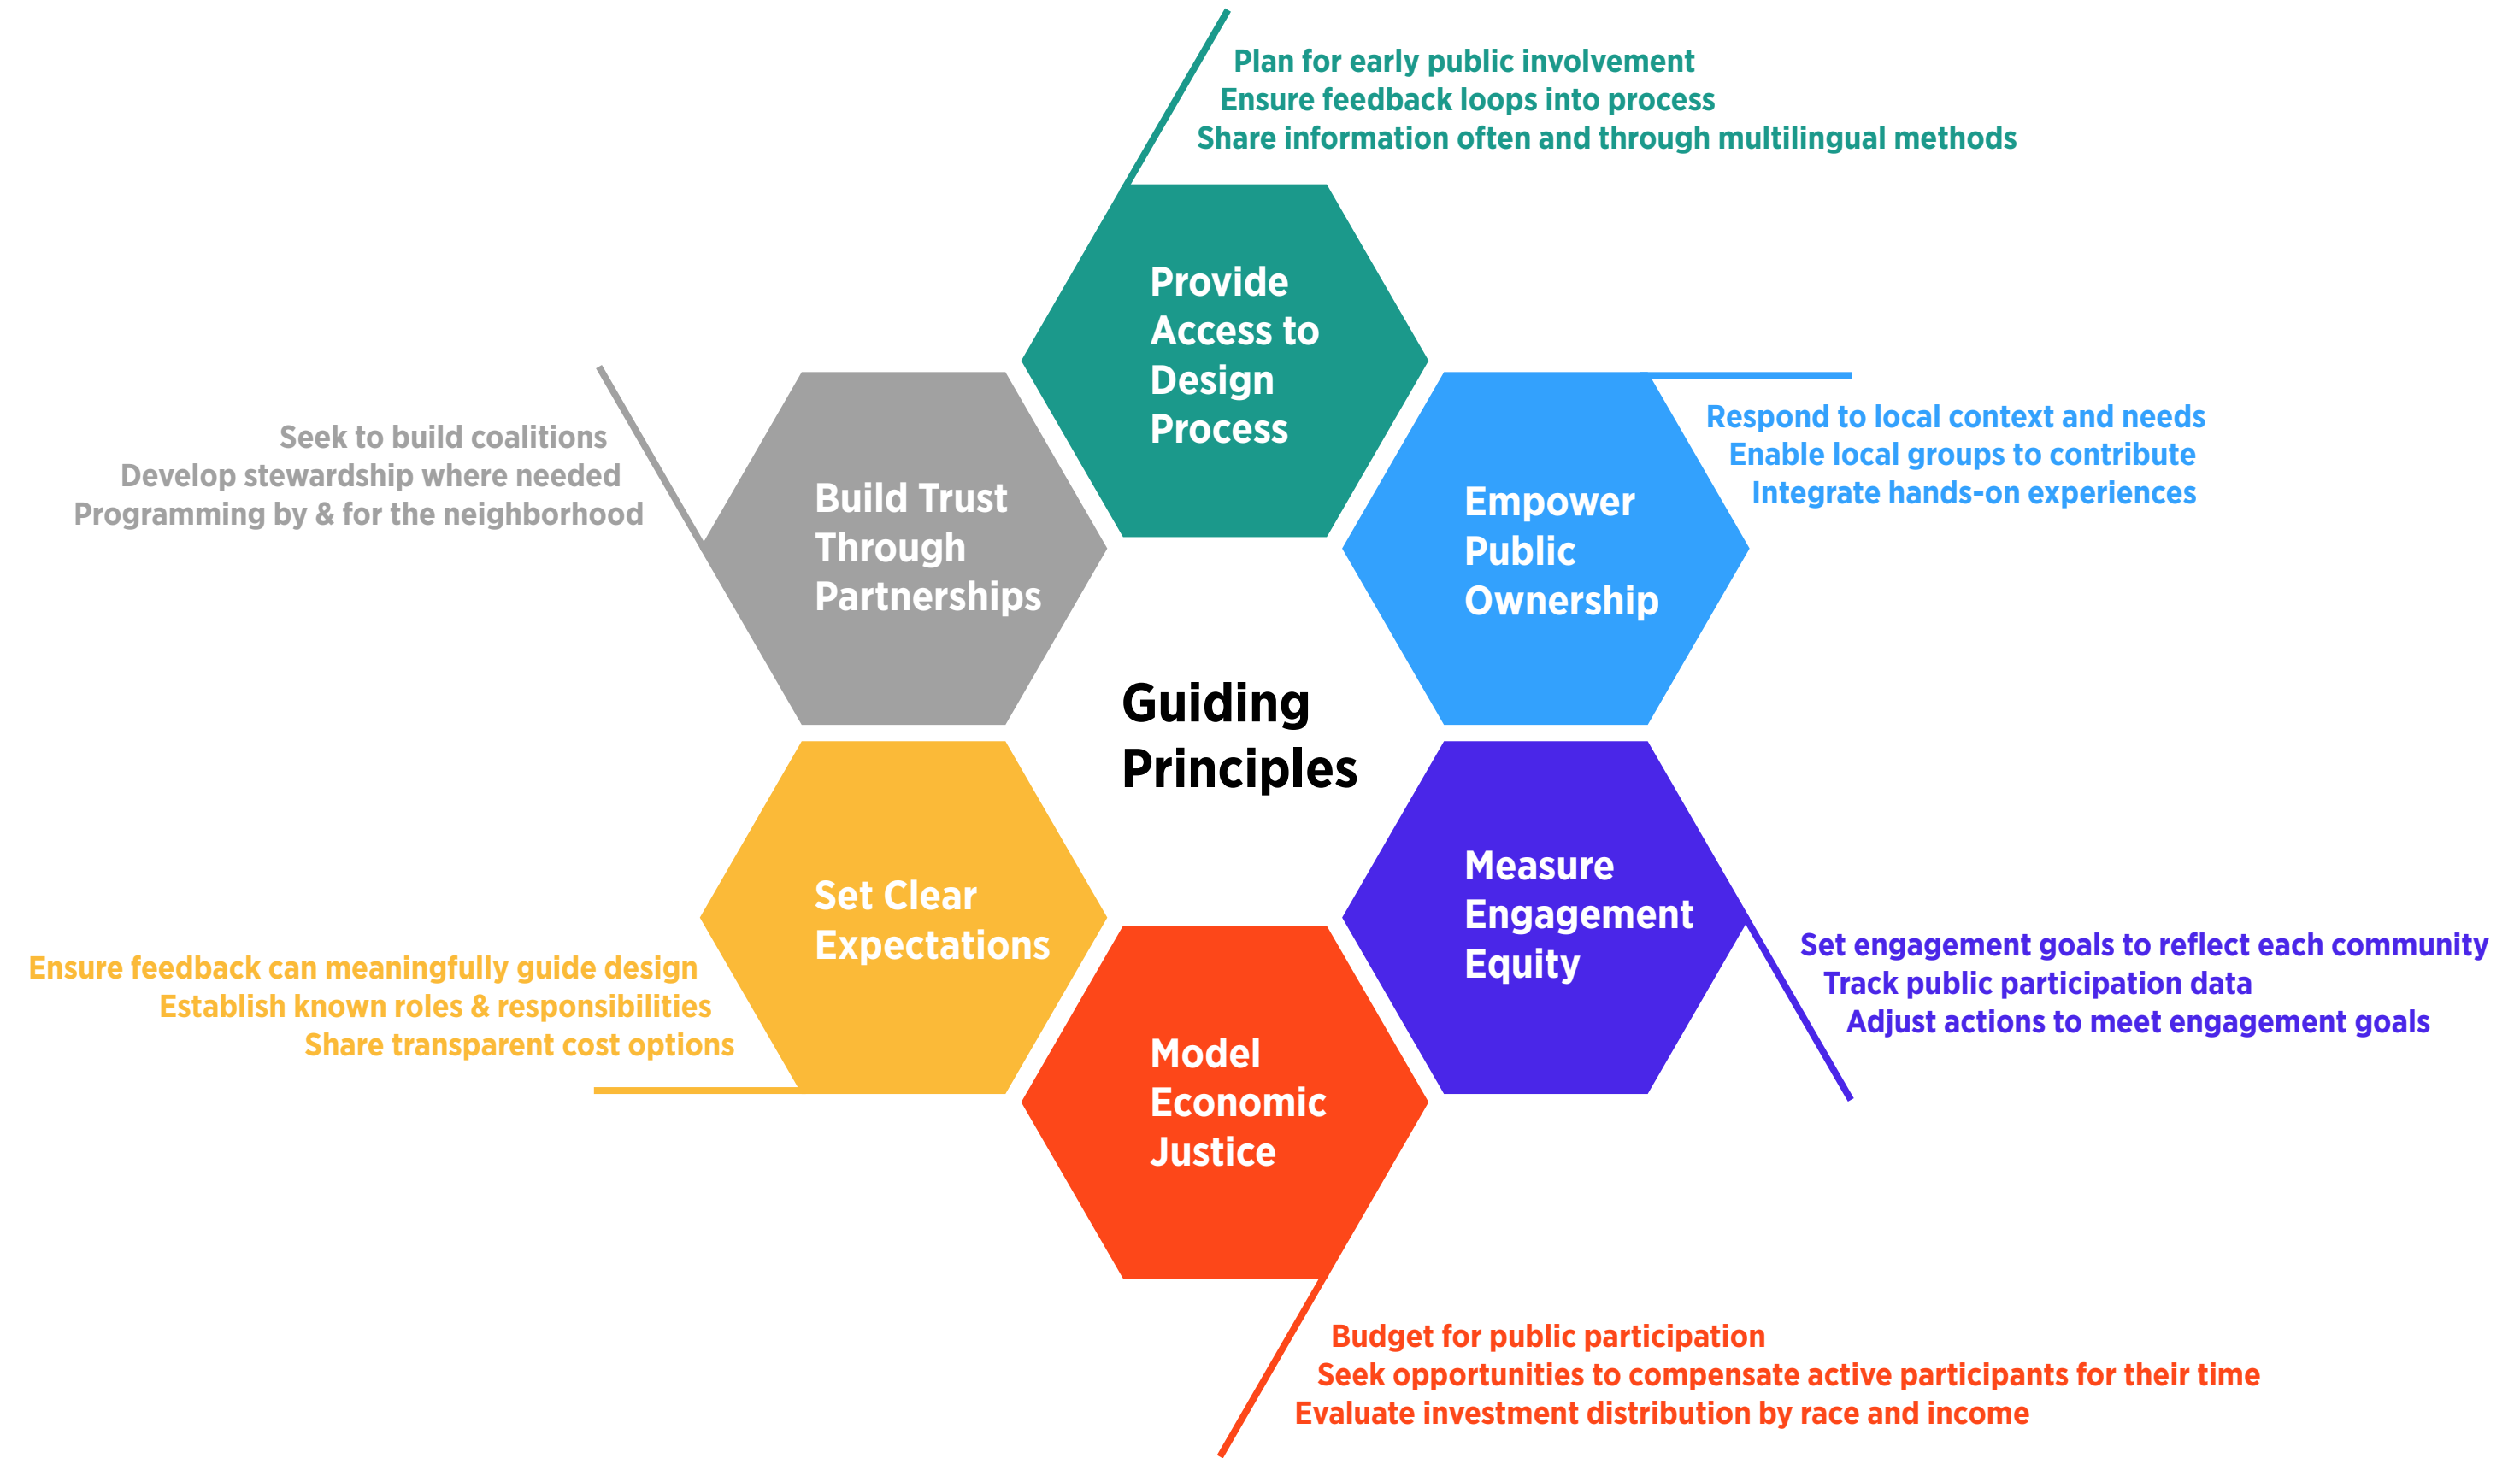 Plan for early public involvement
Ensure feedback loops into process
Share information often and through multilingual methods
Provide
Access to
Design
Process
Respond to local context and needs
Enable local groups to contribute
Integrate hands-on experiences
Empower
Public
Ownership
Seek to build coalitions
Develop stewardship where needed
Programming by & for the neighborhood
Build Trust
Through
Partnerships
Guiding
Principles
Measure
Engagement
Equity
Set engagement goals to reflect each community
Track public participation data
Adjust actions to meet engagement goals
Set Clear
Expectations
Ensure feedback can meaningfully guide design
Establish known roles & responsibilities
Share transparent cost options
Model
Economic
Justice
Budget for public participation
Seek opportunities to compensate active participants for their time
Evaluate investment distribution by race and income